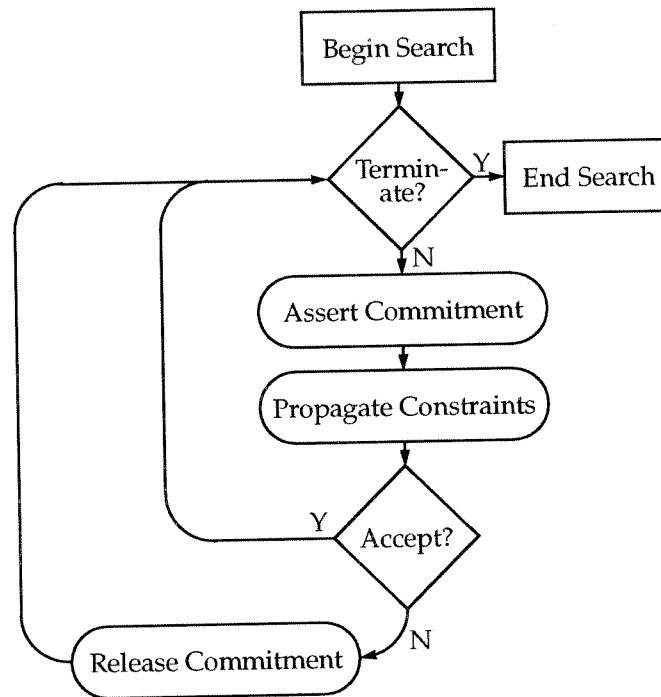 Begin Search
Termin-
ate?
Y
End Search
N
Assert Commitment
Propagate Constraints
Y
Accept?
N
Release Commitment